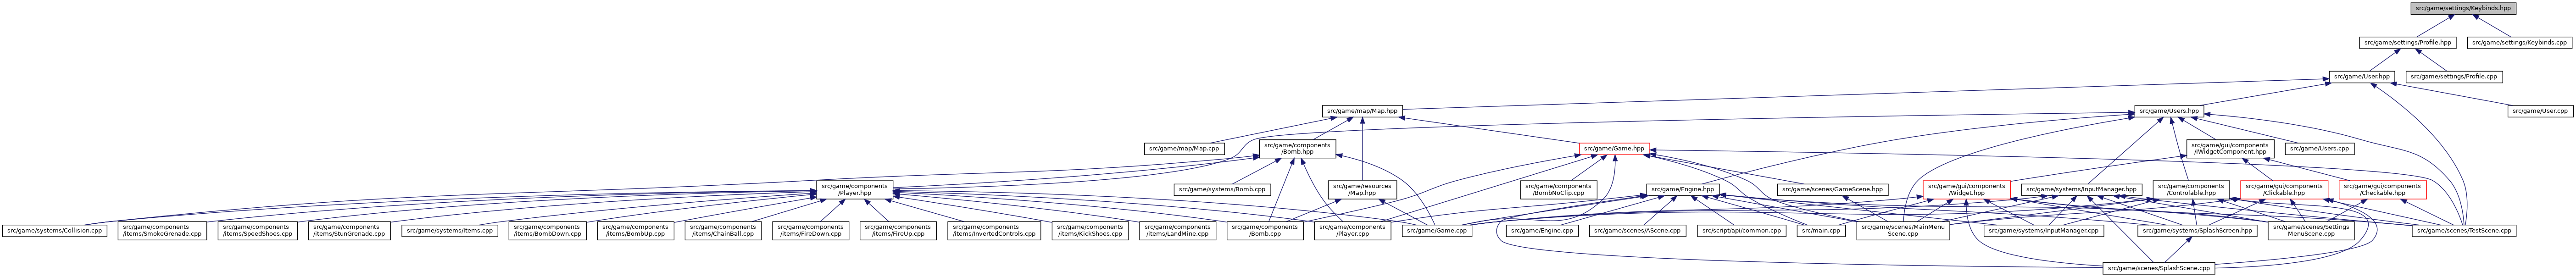 src/game/settings/Keybinds.hpp
src/game/settings/Profile.hpp
src/game/settings/Keybinds.cpp
src/game/User.hpp
src/game/settings/Profile.cpp
src/game/map/Map.hpp
src/game/Users.hpp
src/game/User.cpp
src/game/map/Map.cpp
src/game/components
/Bomb.hpp
src/game/Game.hpp
src/game/gui/components
/IWidgetComponent.hpp
src/game/Users.cpp
src/game/components
/Player.hpp
src/game/systems/Bomb.cpp
src/game/resources
/Map.hpp
src/game/components
/BombNoClip.cpp
src/game/Engine.hpp
src/game/scenes/GameScene.hpp
src/game/gui/components
/Widget.hpp
src/game/systems/InputManager.hpp
src/game/components
/Controlable.hpp
src/game/gui/components
/Clickable.hpp
src/game/gui/components
/Checkable.hpp
src/game/systems/Collision.cpp
src/game/components
/items/SmokeGrenade.cpp
src/game/components
/items/SpeedShoes.cpp
src/game/components
/items/StunGrenade.cpp
src/game/systems/Items.cpp
src/game/components
/items/BombDown.cpp
src/game/components
/items/BombUp.cpp
src/game/components
/items/ChainBall.cpp
src/game/components
/items/FireDown.cpp
src/game/components
/items/FireUp.cpp
src/game/components
/items/InvertedControls.cpp
src/game/components
/items/KickShoes.cpp
src/game/components
/items/LandMine.cpp
src/game/components
/Bomb.cpp
src/game/components
/Player.cpp
src/game/Game.cpp
src/game/Engine.cpp
src/game/scenes/AScene.cpp
src/script/api/common.cpp
src/main.cpp
src/game/scenes/MainMenu
Scene.cpp
src/game/systems/InputManager.cpp
src/game/systems/SplashScreen.hpp
src/game/scenes/Settings
MenuScene.cpp
src/game/scenes/TestScene.cpp
src/game/scenes/SplashScene.cpp